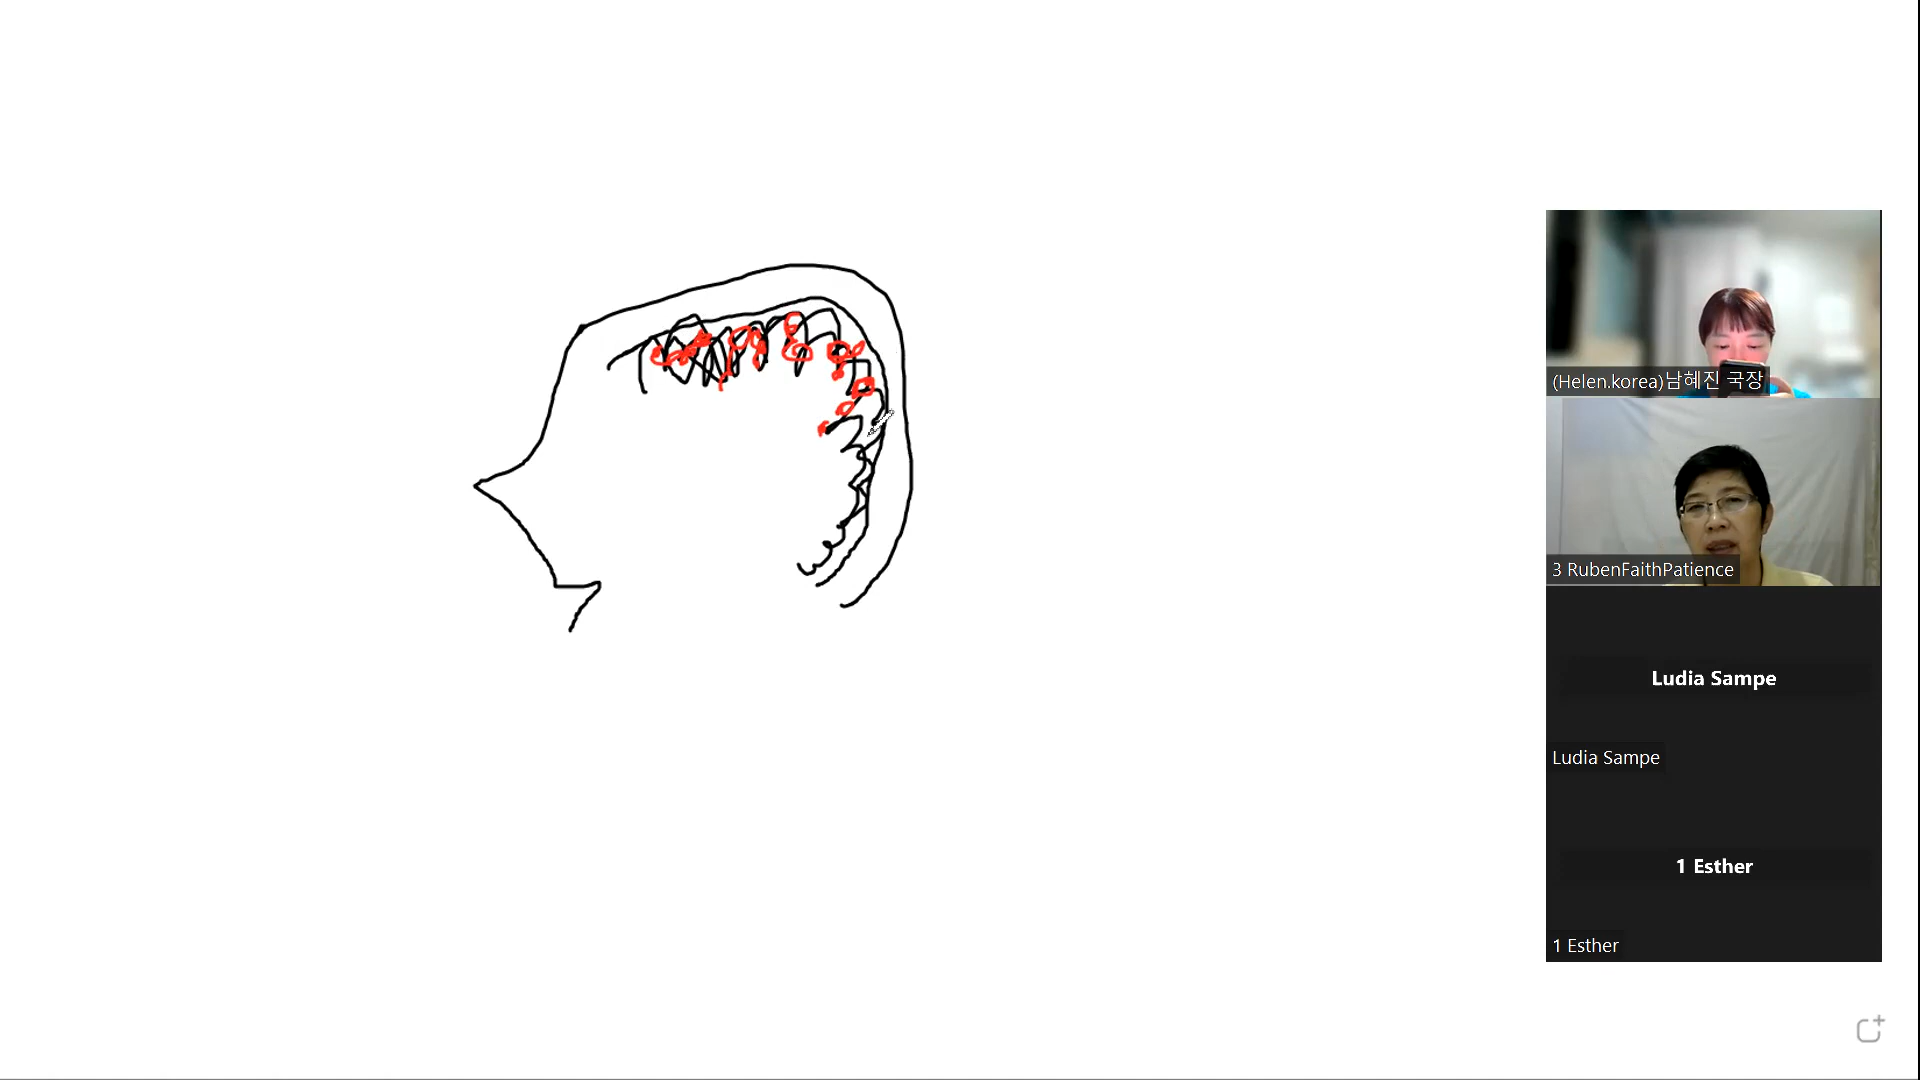 (Helen.korea)남혜진 국장
3 RubenFaithPatience
Ludia Sampe
Ludia Sampe
1 Esther
1 Esther